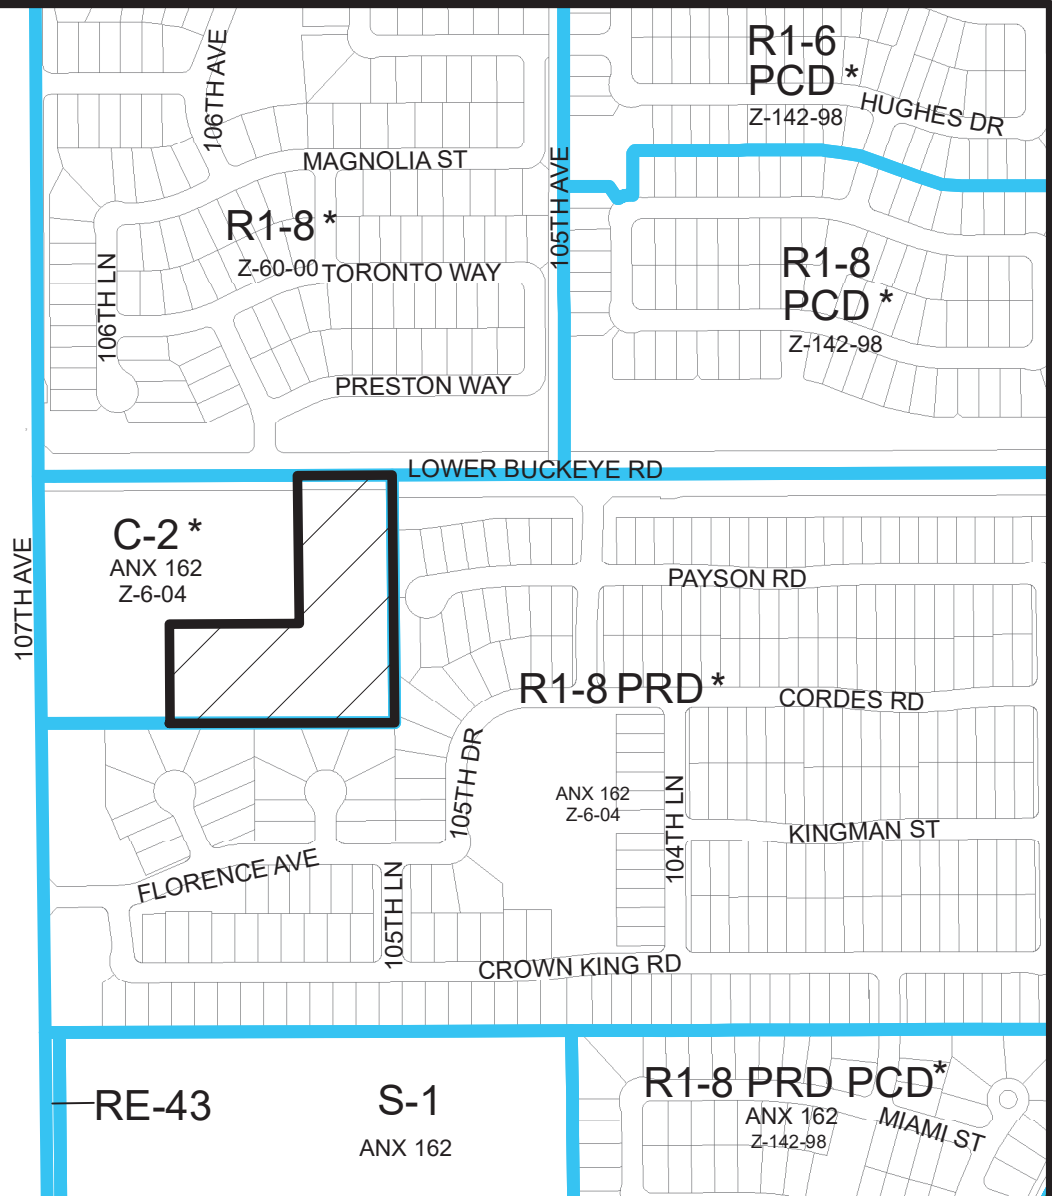 R1-6
PCD *
Z-142-98
HUGHES DR
106TH AVE
MAGNOLIA ST
105TH AVE
R1-8 *
Z-60-00
TORONTO WAY
106TH LN
R1-8
PCD *
Z-142-98
PRESTON WAY
LOWER BUCKEYE RD
C-2 *
ANX 162
Z-6-04
107TH AVE
PAYSON RD
R1-8 PRD *
CORDES RD
105TH DR
ANX 162
Z-6-04
104TH LN
KINGMAN ST
FLORENCE AVE
105TH LN
CROWN KING RD
RE-43
S-1
ANX 162
R1-8 PRD PCD*
ANX 162
Z-142-98
MIAMI ST